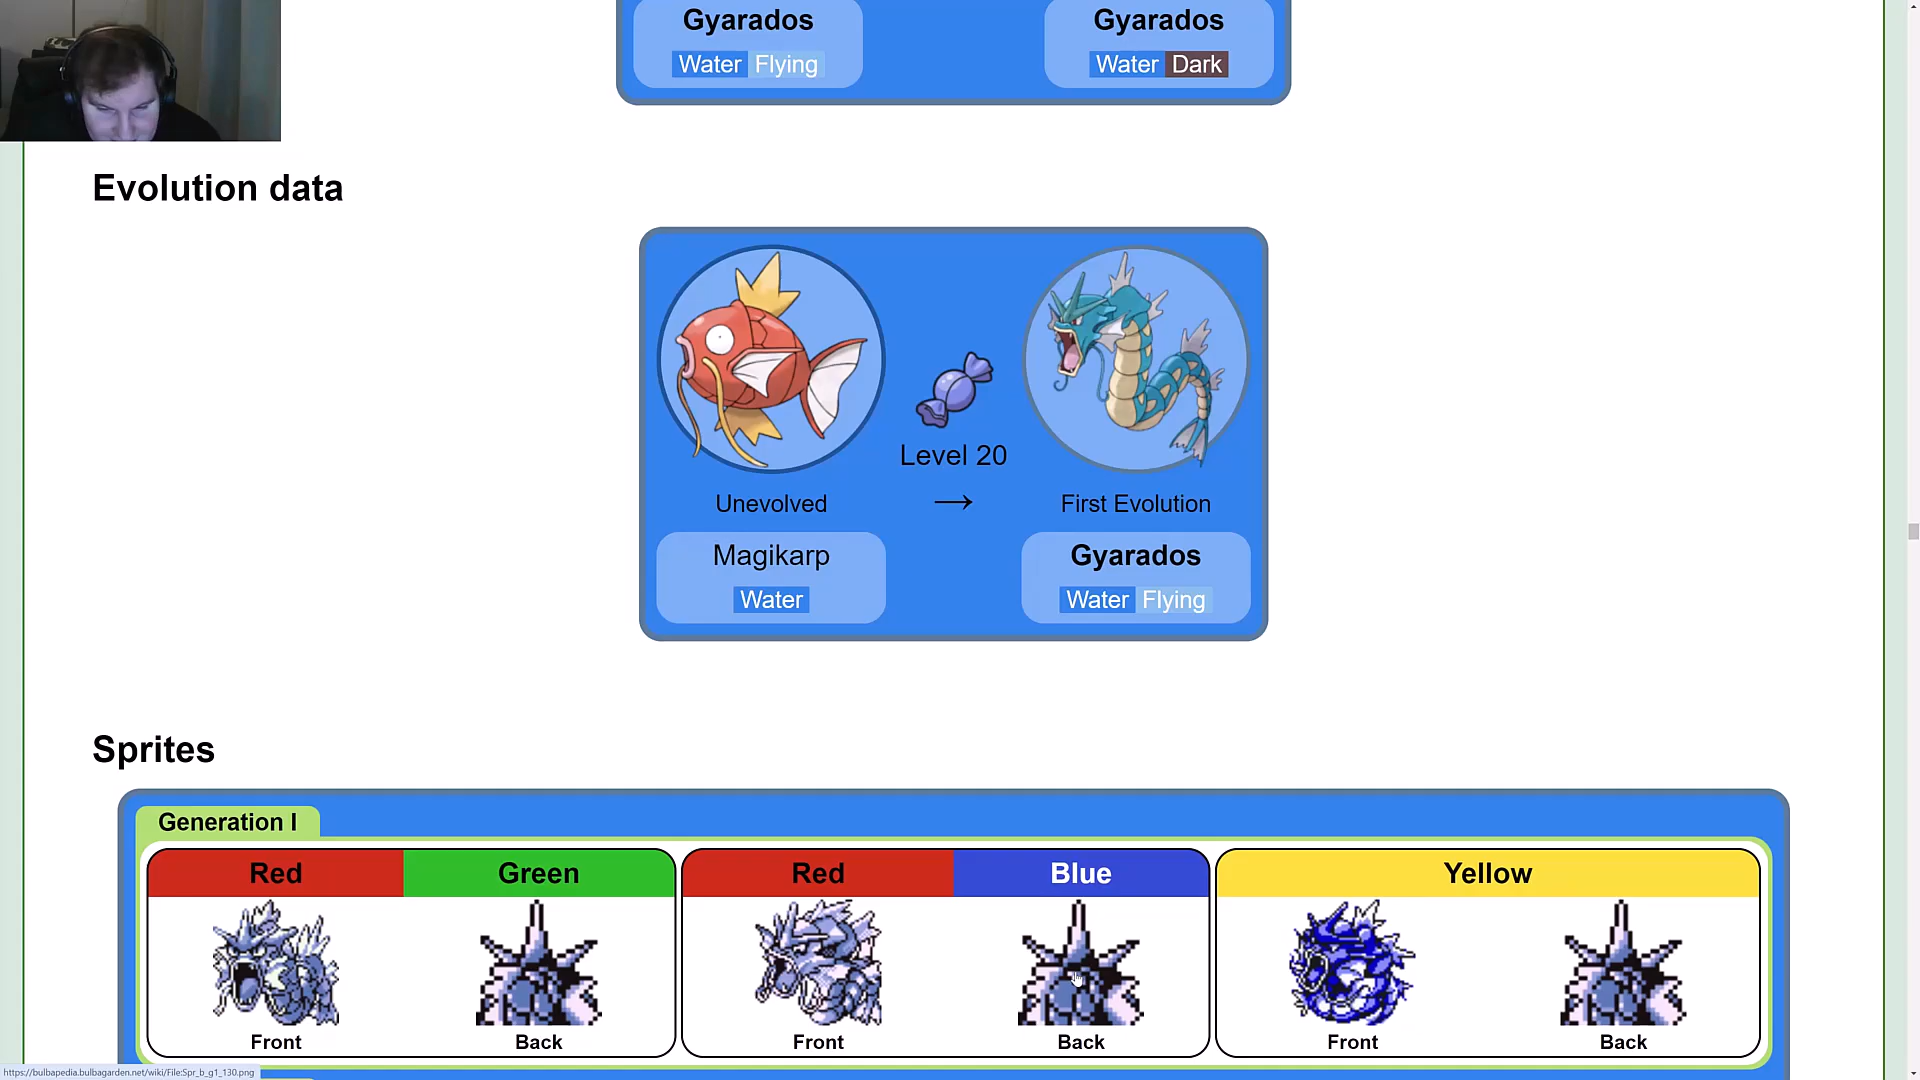 Gyarados
Water Flying
Gyarados
Water Dark
Evolution data
Level 20
→
Unevolved
First Evolution
Magikarp
Water
Gyarados
Water Flying
Sprites
Generation I
Red Green Red Blue Yellow
Front Back Front Back Front Back
https://bulbapedia.bulbagarden.net/wiki/File:Spr_b_g1_130.png